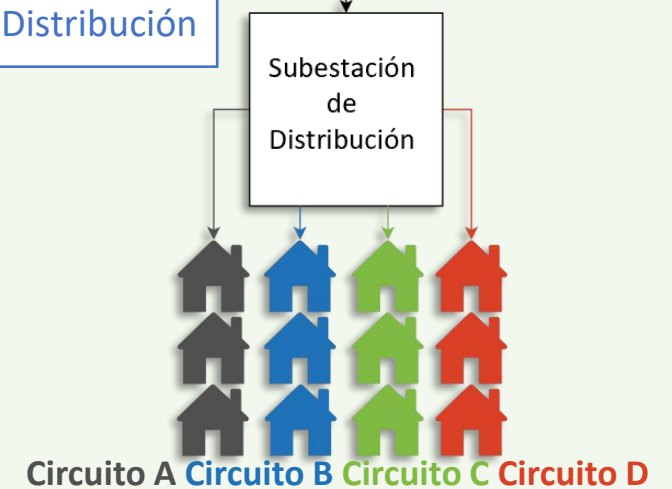 Distribución
Subestación
de
Distribución
Circuito A Circuito B Circuito C Circuito D